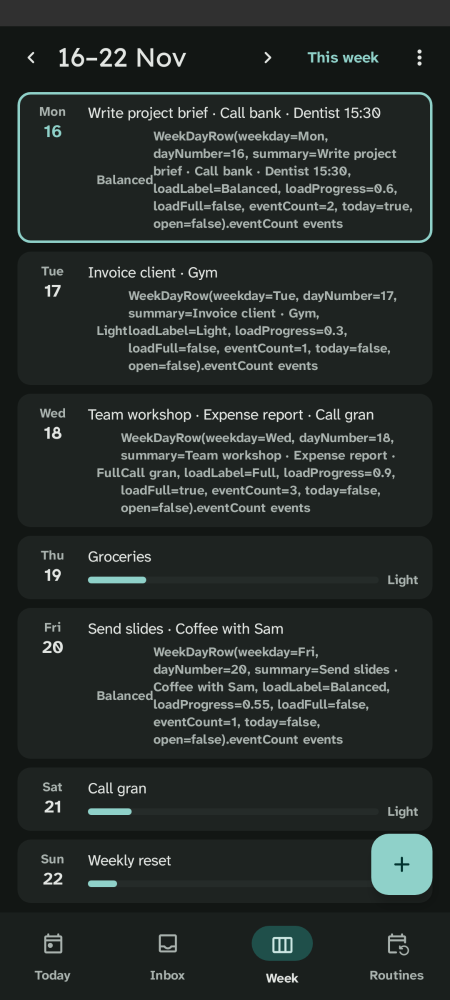 16–22 Nov
This week
Mon
16
Write project brief · Call bank · Dentist 15:30
Balanced
WeekDayRow(weekday=Mon,
dayNumber=16, summary=Write project
brief · Call bank · Dentist 15:30,
loadLabel=Balanced, loadProgress=0.6,
loadFull=false, eventCount=2, today=true,
open=false).eventCount events
Tue
17
Invoice client · Gym
Light
WeekDayRow(weekday=Tue, dayNumber=17,
summary=Invoice client · Gym,
loadLabel=Light, loadProgress=0.3,
loadFull=false, eventCount=1, today=false,
open=false).eventCount events
Wed
18
Team workshop · Expense report · Call gran
Full
WeekDayRow(weekday=Wed, dayNumber=18,
summary=Team workshop · Expense report ·
Call gran, loadLabel=Full, loadProgress=0.9,
loadFull=true, eventCount=3, today=false,
open=false).eventCount events
Thu
19
Groceries
Light
Fri
20
Send slides · Coffee with Sam
Balanced
WeekDayRow(weekday=Fri,
dayNumber=20, summary=Send slides ·
Coffee with Sam, loadLabel=Balanced,
loadProgress=0.55, loadFull=false,
eventCount=1, today=false,
open=false).eventCount events
Sat
21
Call gran
Light
Sun
22
Weekly reset
Today
Inbox
Week
Routines